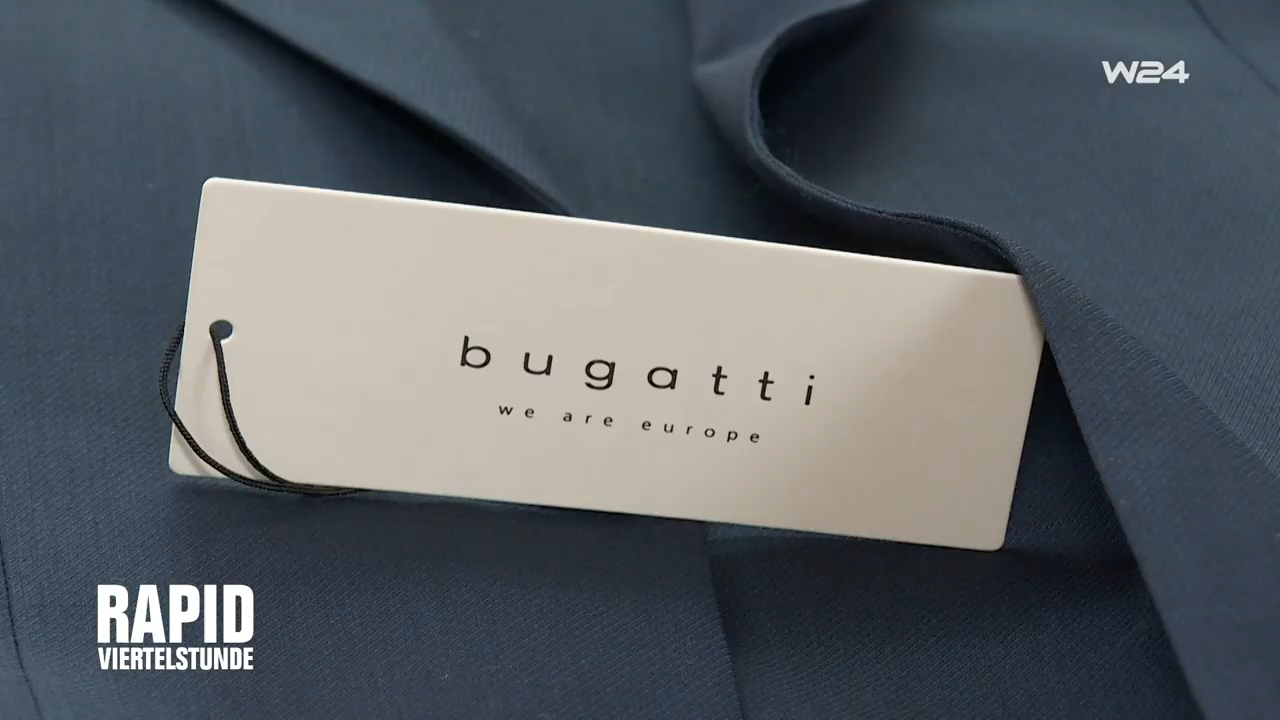 W24
bugatti
we are europe
RAPID
VIERTELSTUNDE